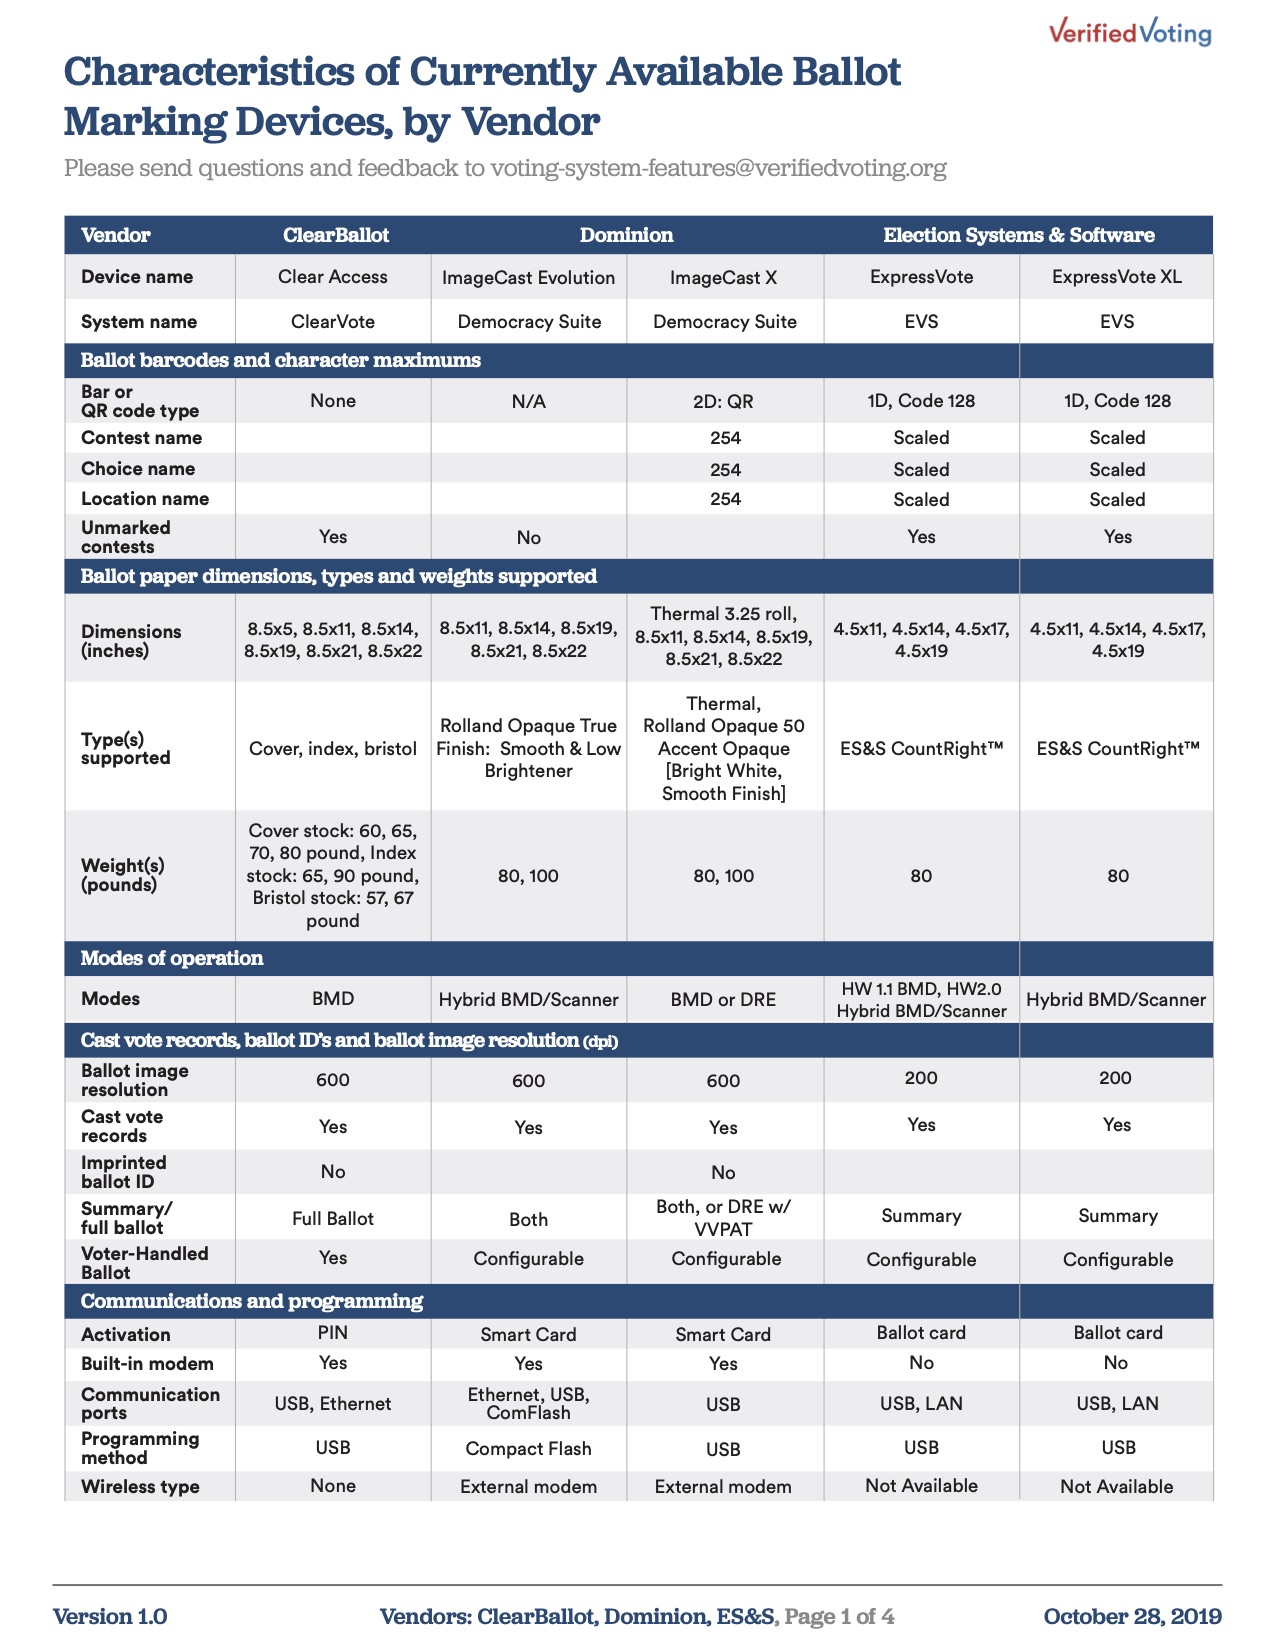 VerifiedVoting
Characteristics of Currently Available Ballot
Marking Devices, by Vendor
Please send questions and feedback to voting-system-features@verifiedvoting.org
Vendor ClearBallot Dominion Election Systems & Software
Device name Clear Access ImageCast Evolution ImageCast X ExpressVote ExpressVote XL
System name ClearVote Democracy Suite Democracy Suite EVS EVS
Ballot barcodes and character maximums
Bar or
QR code type None N/A 2D: QR 1D, Code 128 1D, Code 128
Contest name 254 Scaled Scaled
Choice name 254 Scaled Scaled
Location name 254 Scaled Scaled
Unmarked
contests Yes No Yes Yes
Ballot paper dimensions, types and weights supported
Dimensions
(inches)
8.5x5, 8.5x11, 8.5x14,
8.5x19, 8.5x21, 8.5x22
8.5x11, 8.5x14, 8.5x19,
8.5x21, 8.5x22
Thermal 3.25 roll,
8.5x11, 8.5x14, 8.5x19,
8.5x21, 8.5x22
4.5x11, 4.5x14, 4.5x17,
4.5x19
4.5x11, 4.5x14, 4.5x17,
4.5x19
Type(s)
supported
Cover, index, bristol
Rolland Opaque True
Finish: Smooth & Low
Brightener
Thermal,
Rolland Opaque 50
Accent Opaque
[Bright White,
Smooth Finish]
ES&S CountRight™
ES&S CountRight™
Weight(s)
(pounds)
Cover stock: 60, 65,
70, 80 pound, Index
stock: 65, 90 pound,
Bristol stock: 57, 67
pound
80, 100
80, 100
80
80
Modes of operation
Modes
BMD
Hybrid BMD/Scanner
BMD or DRE
HW 1.1 BMD, HW2.0
Hybrid BMD/Scanner
Hybrid BMD/Scanner
Cast vote records, ballot ID's and ballot image resolution (dpi)
Ballot image
resolution 600 600 600 200 200
Cast vote
records Yes Yes Yes Yes Yes
Imprinted
ballot ID No No
Summary/
full ballot
Full Ballot
Both
Both, or DRE w/
VVPAT
Summary
Summary
Voter-Handled
Ballot
Yes Configurable Configurable Configurable Configurable
Communications and programming
Activation PIN Smart Card Smart Card Ballot card Ballot card
Built-in modem Yes Yes Yes No No
Communication
ports
USB, Ethernet
Ethernet, USB,
ComFlash
USB
USB, LAN
USB, LAN
Programming
method
USB Compact Flash USB USB USB
Wireless type None External modem External modem Not Available Not Available
Version 1.0 Vendors: ClearBallot, Dominion, ES&S, Page 1 of 4 October 28, 2019